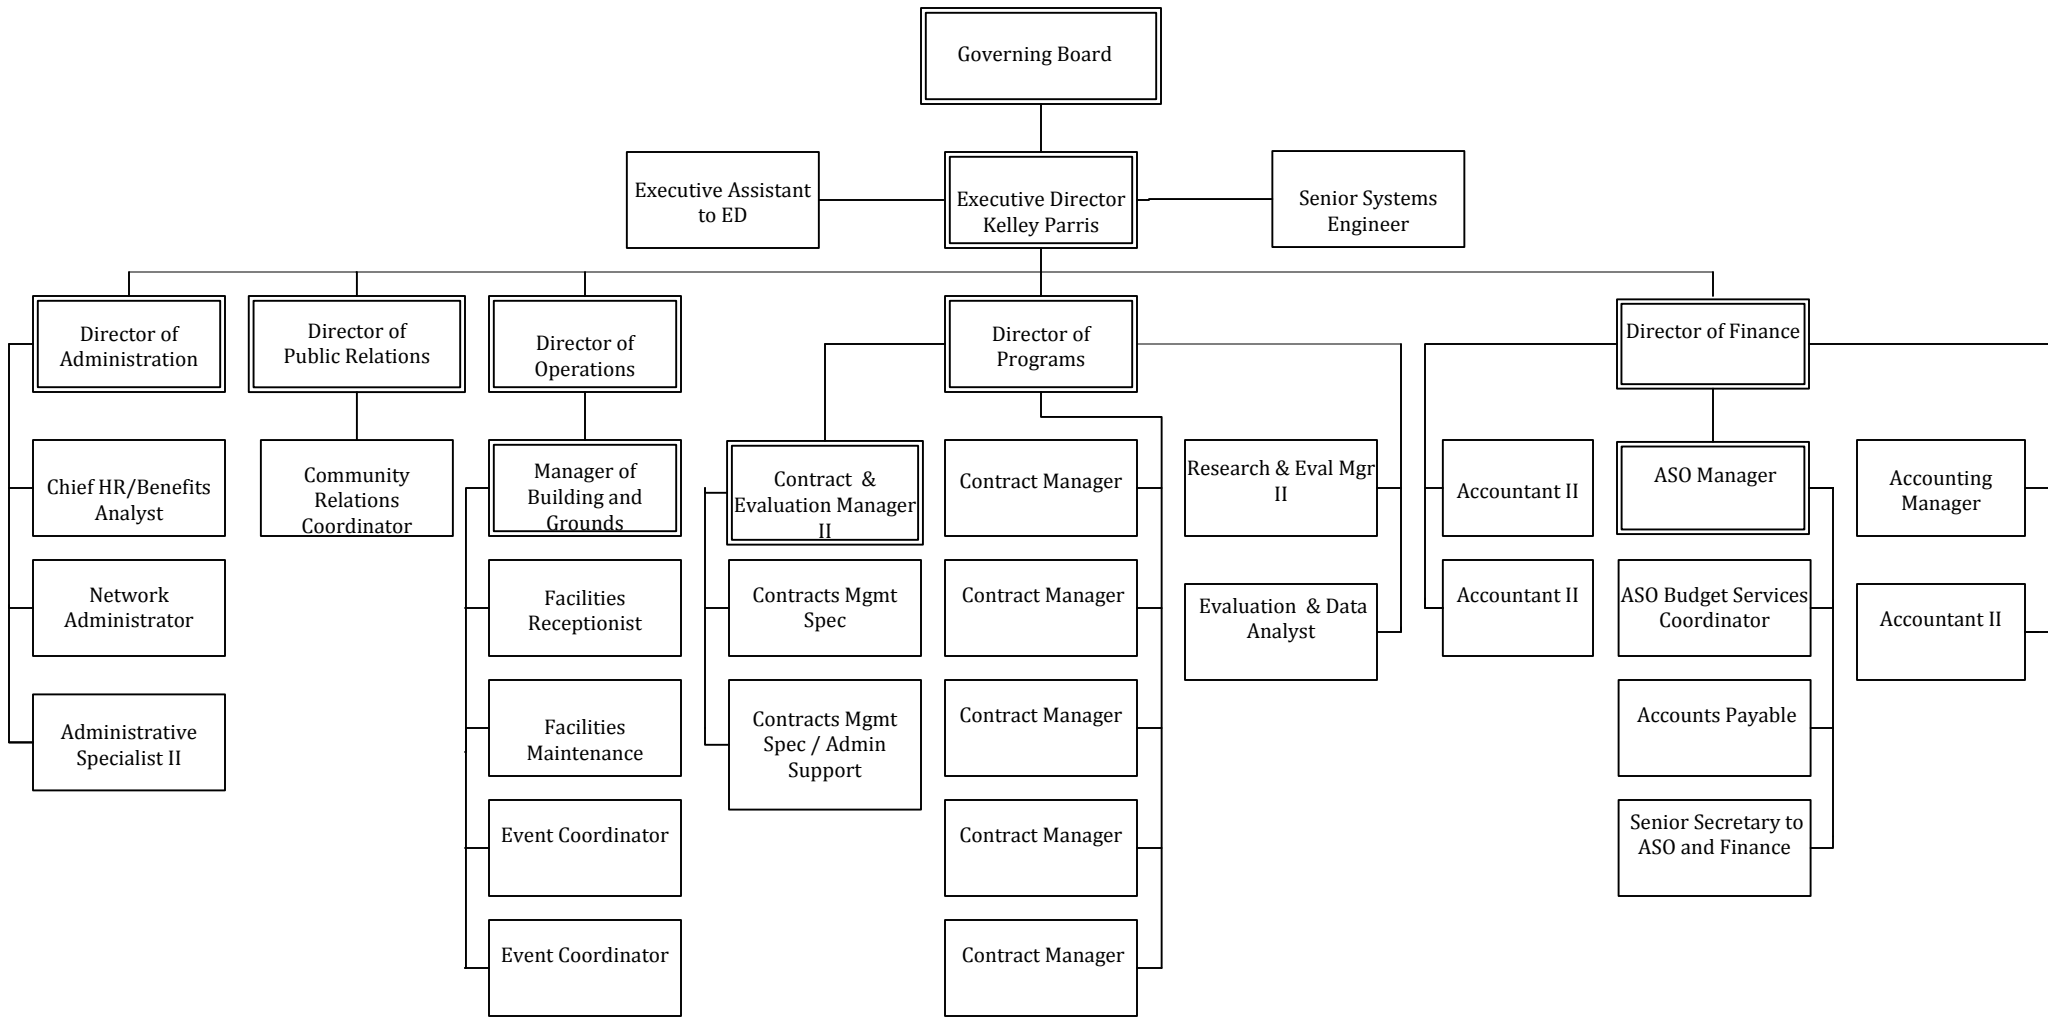 Governing Board
Executive Assistant
to ED
Executive Director
Kelley Parris
Senior Systems
Engineer
Director of
Administration
Director of
Public Relations
Director of
Operations
Director of
Programs
Director of Finance
Chief HR/Benefits
Analyst
Community
Relations
Coordinator
Manager of
Building and
Grounds
Contract &
Evaluation Manager
II
Contract Manager
Research & Eval Mgr
II
Accountant II
ASO Manager
Accounting
Manager
Network
Administrator
Facilities
Receptionist
Contracts Mgmt
Spec
Contract Manager
Evaluation & Data
Analyst
Accountant II
ASO Budget Services
Coordinator
Accountant II
Administrative
Specialist II
Facilities
Maintenance
Contracts Mgmt
Spec / Admin
Support
Contract Manager
Accounts Payable
Event Coordinator
Contract Manager
Senior Secretary to
ASO and Finance
Event Coordinator
Contract Manager